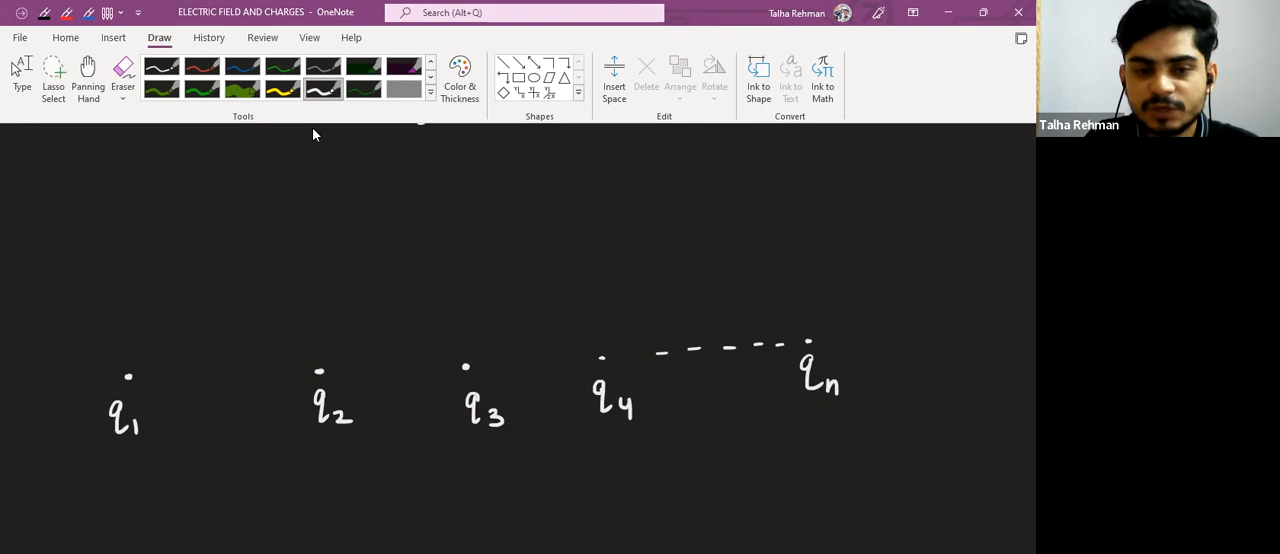 ELECTRIC FIELD AND CHARGES - OneNote
Search (Alt+Q)
Talha Rehman
File Home Insert Draw History Review View Help
Type
Lasso Select
Panning Hand
Eraser
Color & Thickness
Insert Space
Delete
Arrange
Rotate
Ink to Shape
Ink to Text
Ink to Math
Tools
Shapes
Edit
Convert
Talha Rehman
q₁ q₂ q₃ q₄ - - - - - qₙ